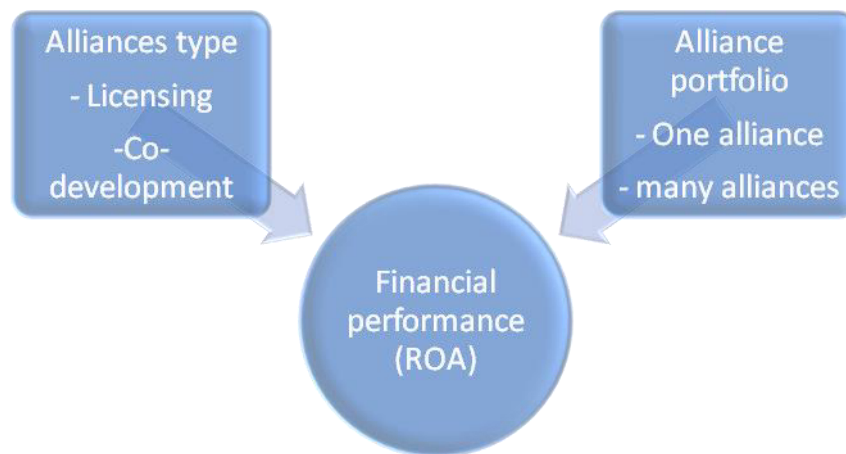 Alliances type
- Licensing
-Co-
development
Alliance
portfolio
- One alliance
- many alliances
Financial
performance
(ROA)